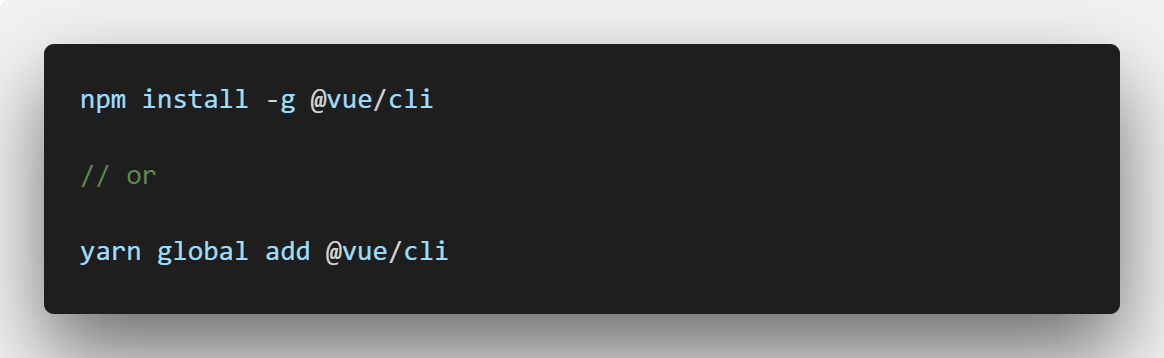 npm install -g @vue/cli
// or
yarn global add @vue/cli